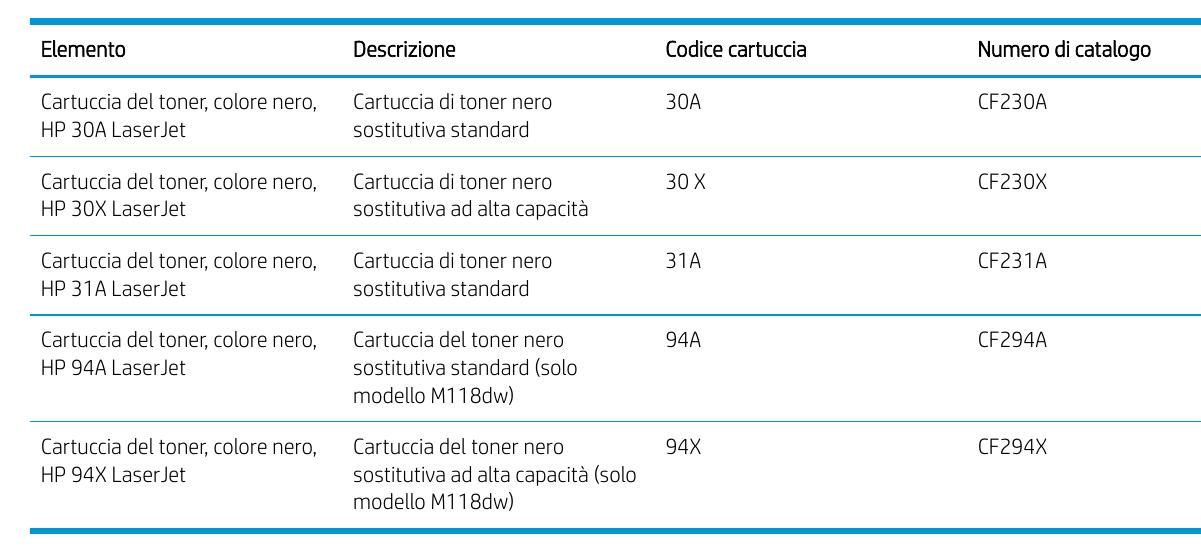 Elemento Descrizione Codice cartuccia Numero di catalogo
Cartuccia del toner, colore nero, Cartuccia di toner nero 30A CF230A
HP 30A LaserJet sostitutiva standard
Cartuccia del toner, colore nero, Cartuccia di toner nero 30 X CF230X
HP 30X LaserJet sostitutiva ad alta capacità
Cartuccia del toner, colore nero, Cartuccia di toner nero 31A CF231A
HP 31A LaserJet sostitutiva standard
Cartuccia del toner, colore nero, Cartuccia del toner nero 94A CF294A
HP 94A LaserJet sostitutiva standard (solo
modello M118dw)
Cartuccia del toner, colore nero, Cartuccia del toner nero 94X CF294X
HP 94X LaserJet sostitutiva ad alta capacità (solo
modello M118dw)